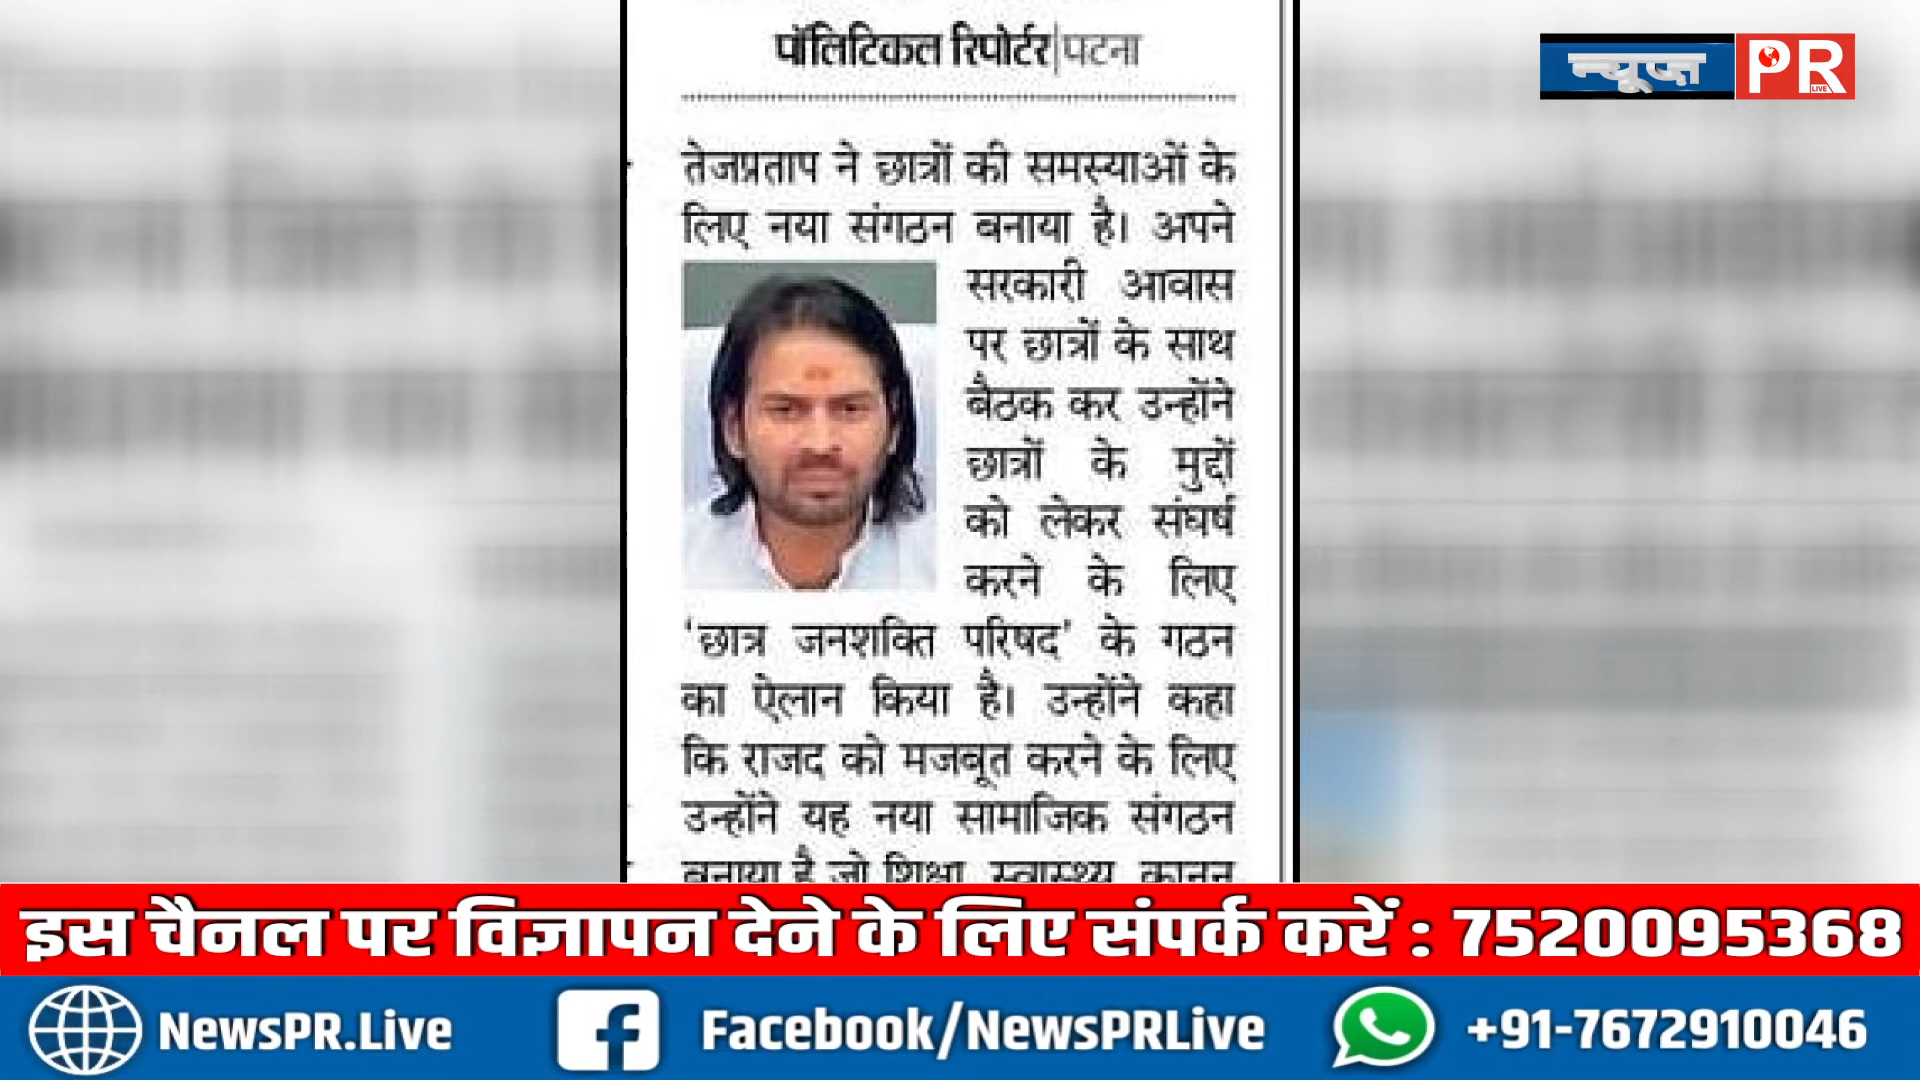 पॉलिटिकल रिपोर्टर|पटना
न्यूज़ PR
LIVE
तेजप्रताप ने छात्रों की समस्याओं के
लिए नया संगठन बनाया है। अपने
सरकारी आवास
पर छात्रों के साथ
बैठक कर उन्होंने
छात्रों के मुद्दों
को लेकर संघर्ष
करने के लिए
‘छात्र जनशक्ति परिषद’ के गठन
का ऐलान किया है। उन्होंने कहा
कि राजद को मजबूत करने के लिए
उन्होंने यह नया सामाजिक संगठन
बनाया है जो शिक्षा, स्वास्थ्य, कानून
इस चैनल पर विज्ञापन देने के लिए संपर्क करें : 7520095368
NewsPR.Live
Facebook/NewsPRLive
+91-7672910046